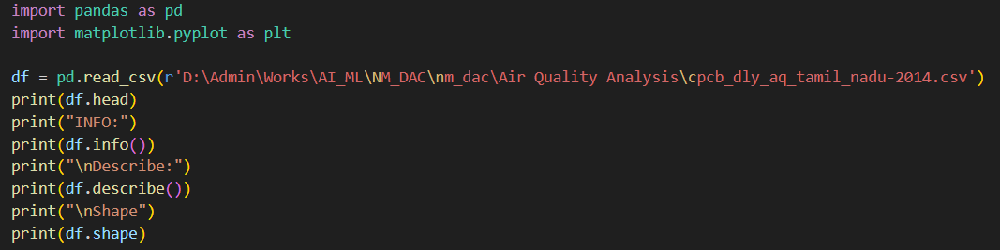 import pandas as pd
import matplotlib.pyplot as plt
df = pd.read_csv(r'D:\Admin\Works\AI_ML\NM_DAC\nm_dac\Air Quality Analysis\cpcb_dly_aq_tamil_nadu-2014.csv')
print(df.head)
print("INFO:")
print(df.info())
print("\nDescribe:")
print(df.describe())
print("\nShape")
print(df.shape)